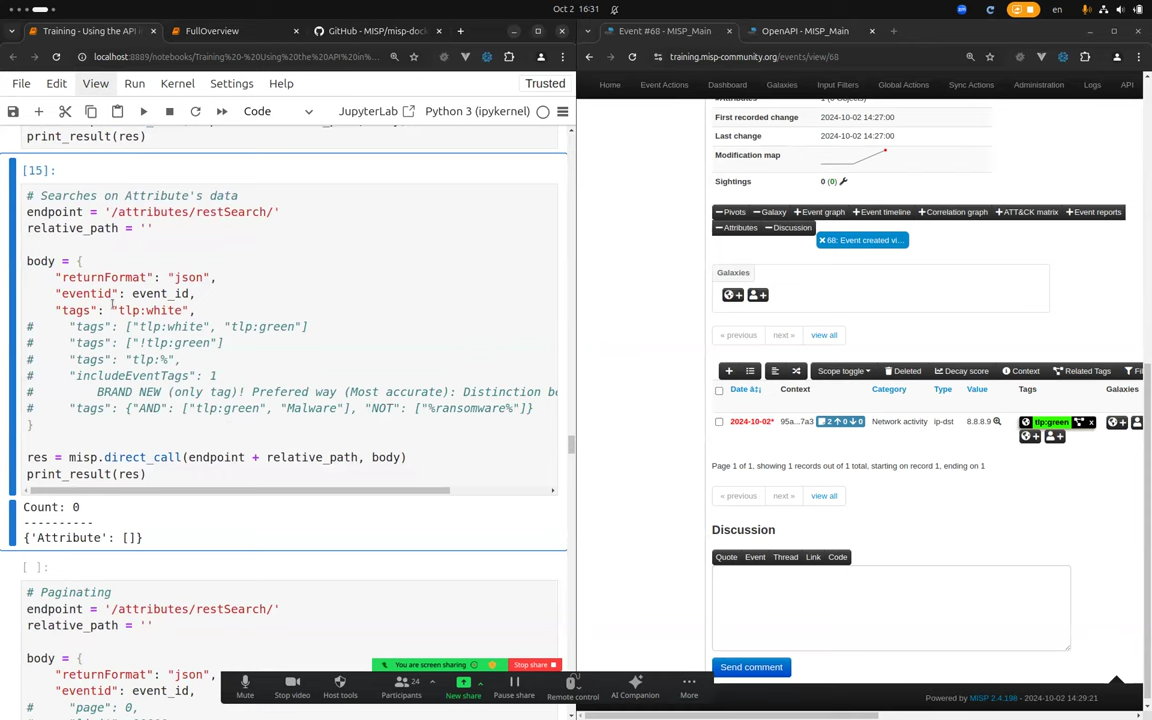 Oct 2 16:31
en
Training - Using the API in
FullOverview
GitHub - MISP/misp-dock
Event #68 - MISP_Main
OpenAPI - MISP_Main
localhost:8889/notebooks/Training%20-%20Using%20the%20API%20in%...
training.misp-community.org/events/view/68
File Edit View Run Kernel Settings Help Trusted
Code JupyterLab Python 3 (ipykernel)
print_result(res)
[15]:
# Searches on Attribute's data
endpoint = '/attributes/restSearch/'
relative_path = ''
body = {
"returnFormat": "json",
"eventid": event_id,
"tags": "tlp:white",
# "tags": ["tlp:white", "tlp:green"]
# "tags": ["!tlp:green"]
# "tags": "tlp:%",
# "includeEventTags": 1
# BRAND NEW (only tag)! Prefered way (Most accurate): Distinction be
# "tags": {"AND": ["tlp:green", "Malware"], "NOT": ["%ransomware%"]}
}
res = misp.direct_call(endpoint + relative_path, body)
print_result(res)
Count: 0
----------
{'Attribute': []}
[ ]:
# Paginating
endpoint = '/attributes/restSearch/'
relative_path = ''
body = {
"returnFormat": "json",
"eventid": event_id,
# "page": 0,
You are screen sharing
Stop share
Mute
Stop video
Host tools
24
Participants
New share
Pause share
Remote control
AI Companion
More
Home Event Actions Dashboard Galaxies Input Filters Global Actions Sync Actions Administration Logs API
#Attributes 1 (0 Objects)
First recorded change 2024-10-02 14:27:00
Last change 2024-10-02 14:27:00
Modification map
Sightings 0 (0)
Pivots Galaxy Event graph Event timeline Correlation graph ATT&CK matrix Event reports
Attributes Discussion
68: Event created vi...
Galaxies
« previous next » view all
Scope toggle Deleted Decay score Context Related Tags
Date Context Category Type Value Tags Galaxies
2024-10-02* 95a...7a3 2 0 0 Network activity ip-dst 8.8.8.9 tlp:green x
Page 1 of 1, showing 1 records out of 1 total, starting on record 1, ending on 1
« previous next » view all
Discussion
Quote Event Thread Link Code
Send comment
Powered by MISP 2.4.198 - 2024-10-02 14:29:21